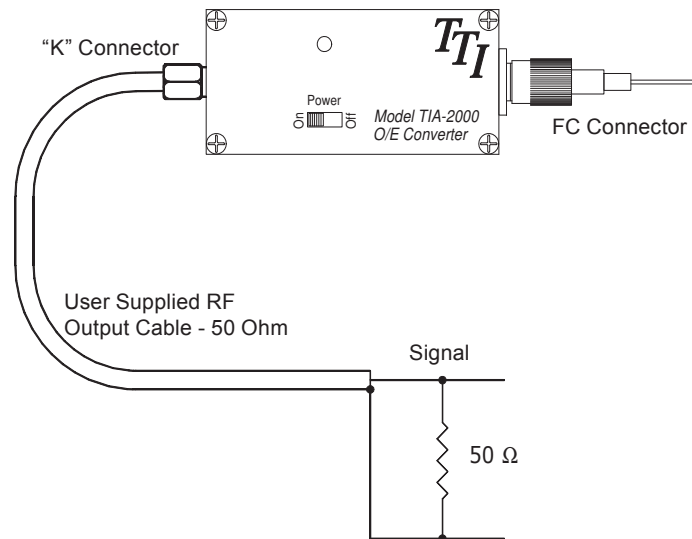 “K” Connector
TTI
Power
On
Off
Model TIA-2000
O/E Converter
FC Connector
User Supplied RF
Output Cable - 50 Ohm
Signal
50 Ω